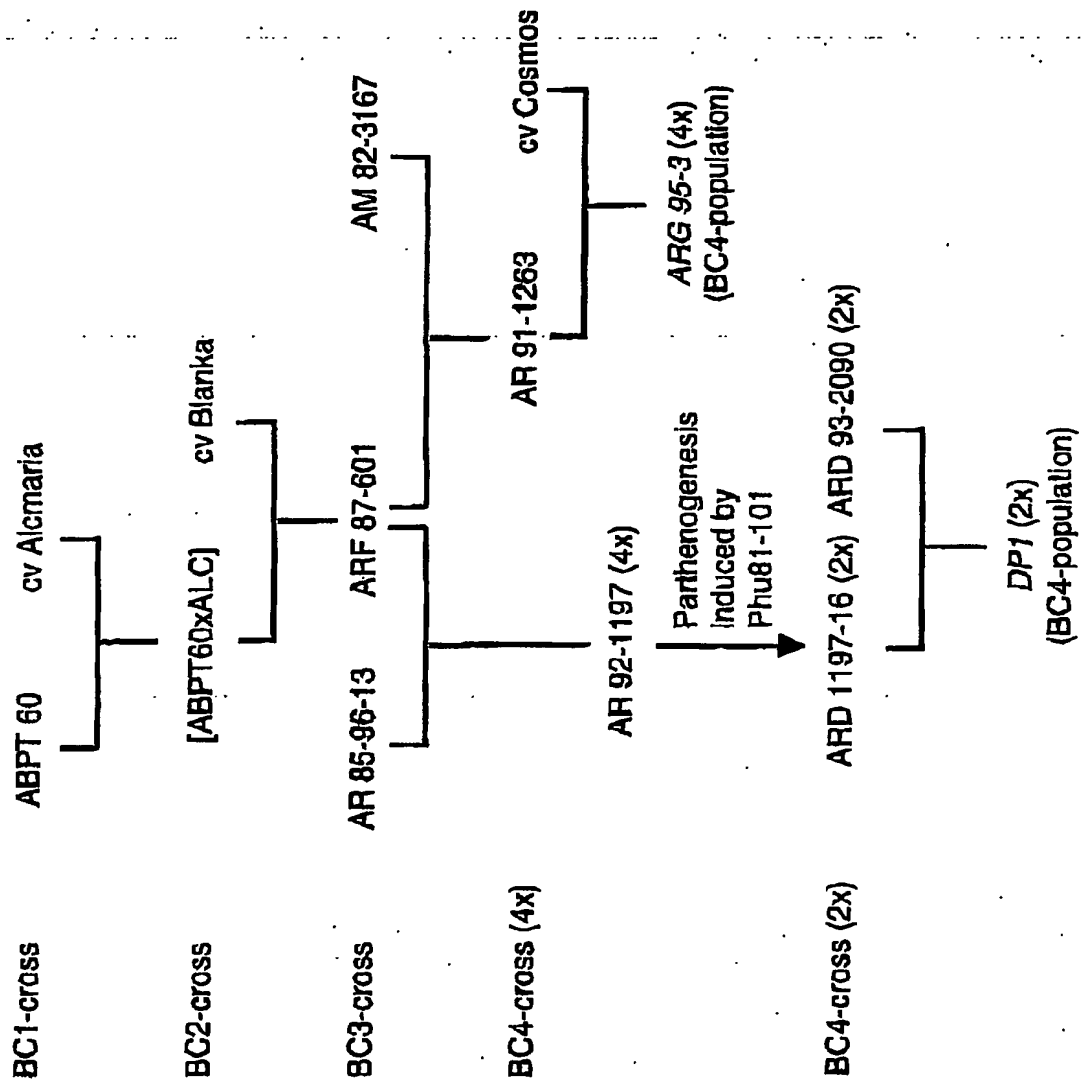 BC1-cross
ABPT 60
cv Alcmaria
BC2-cross
[ABPT60xALC]
cv Blanka
BC3-cross
AR 85-96-13
ARF 87-601
AM 82-3167
BC4-cross (4x)
AR 92-1197 (4x)
AR 91-1263
cv Cosmos
Parthenogenesis
induced by
Phu81-101
ARG 95-3 (4x)
(BC4-population)
BC4-cross (2x)
ARD 1197-16 (2x)
ARD 93-2090 (2x)
DP1 (2x)
(BC4-population)